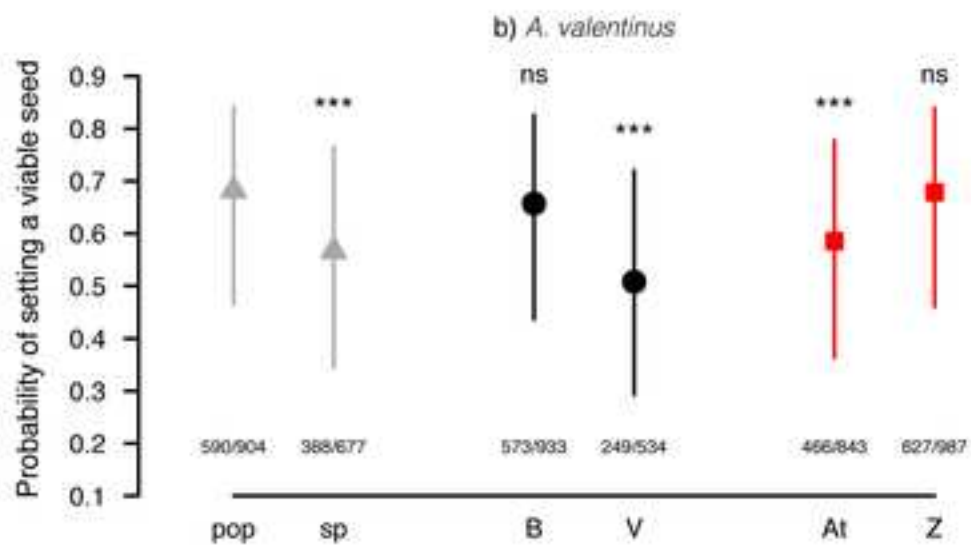 b) A. valentinus
Probability of setting a viable seed
0.9
0.8
0.7
0.6
0.5
0.4
0.3
0.2
0.1
***
ns
***
***
ns
590/904 388/677 573/933 249/534 466/843 627/987
pop sp B V At Z